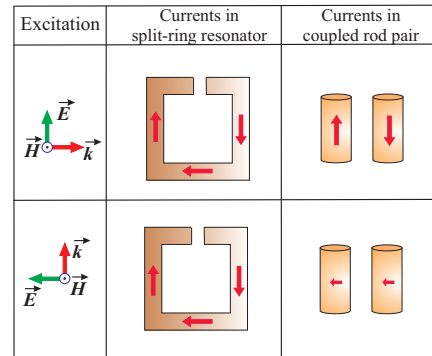 Excitation
Currents in
split-ring resonator
Currents in
coupled rod pair
E
H
k
k
E
H